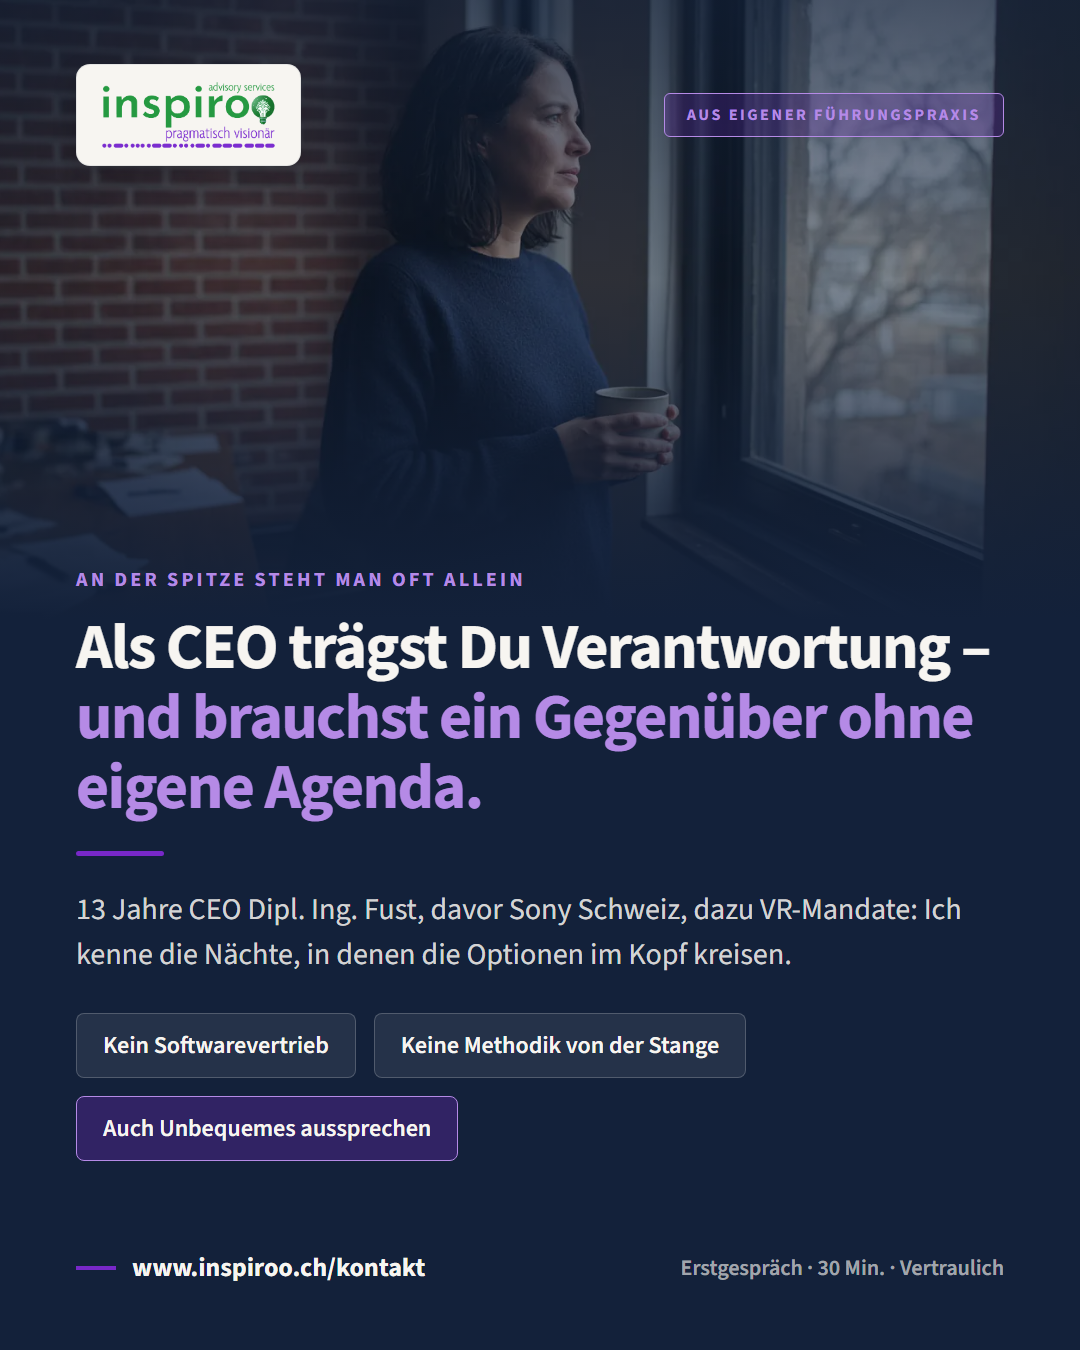 advisory services
inspiroo
pragmatisch visionär
AUS EIGENER FÜHRUNGSPRAXIS
AN DER SPITZE STEHT MAN OFT ALLEIN
Als CEO trägst Du Verantwortung –
und brauchst ein Gegenüber ohne
eigene Agenda.
13 Jahre CEO Dipl. Ing. Fust, davor Sony Schweiz, dazu VR-Mandate: Ich
kenne die Nächte, in denen die Optionen im Kopf kreisen.
Kein Softwarevertrieb
Keine Methodik von der Stange
Auch Unbequemes aussprechen
www.inspiroo.ch/kontakt
Erstgespräch · 30 Min. · Vertraulich